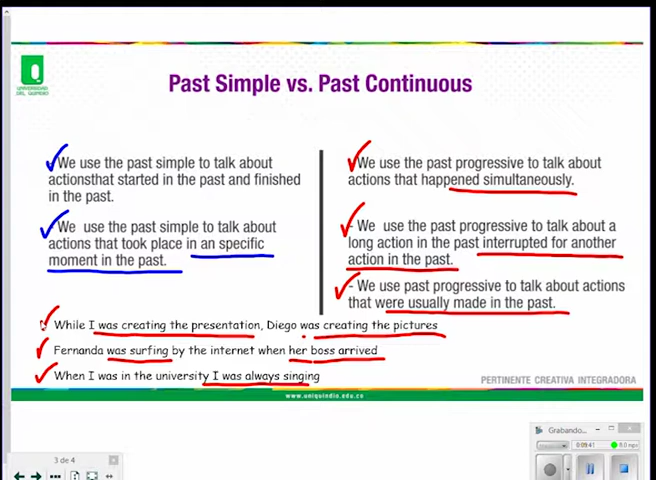 UNIVERSIDAD
DEL QUINDÍO
Past Simple vs. Past Continuous
We use the past simple to talk about
actionsthat started in the past and finished
in the past.
- We use the past simple to talk about
actions that took place in an specific
moment in the past.
We use the past progressive to talk about
actions that happened simultaneously.
- We use the past progressive to talk about a
long action in the past interrupted for another
action in the past.
- We use past progressive to talk about actions
that were usually made in the past.
While I was creating the presentation, Diego was creating the pictures
Fernanda was surfing by the internet when her boss arrived
When I was in the university I was always singing
PERTINENTE CREATIVA INTEGRADORA
www.uniquindio.edu.co
3 de 4
Grabando...
0:09:41